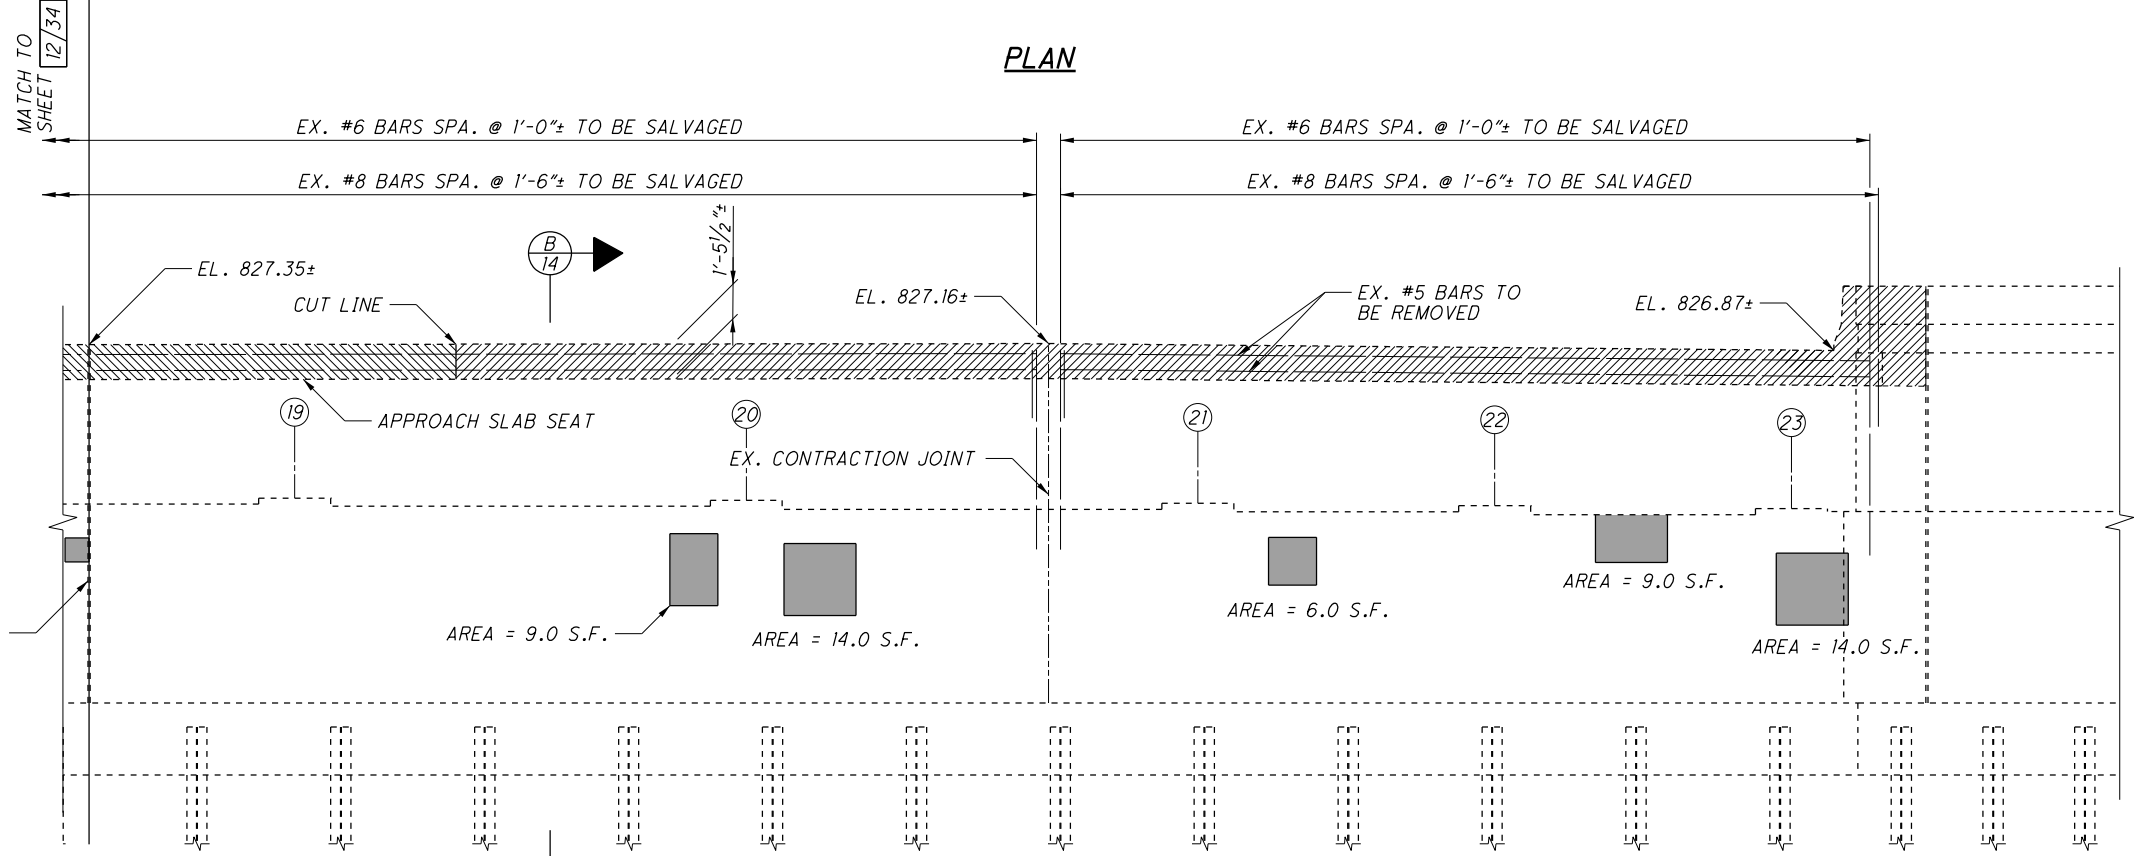 MATCH TO
SHEET 12/34
PLAN
EX. #6 BARS SPA. @ 1'-0"± TO BE SALVAGED
EX. #6 BARS SPA. @ 1'-0"± TO BE SALVAGED
EX. #8 BARS SPA. @ 1'-6"± TO BE SALVAGED
EX. #8 BARS SPA. @ 1'-6"± TO BE SALVAGED
B
14
1'-5 1/2"±
EL. 827.35±
CUT LINE
EL. 827.16±
EX. #5 BARS TO
BE REMOVED
EL. 826.87±
APPROACH SLAB SEAT
19
20
21
22
23
EX. CONTRACTION JOINT
AREA = 9.0 S.F.
AREA = 14.0 S.F.
AREA = 6.0 S.F.
AREA = 9.0 S.F.
AREA = 14.0 S.F.